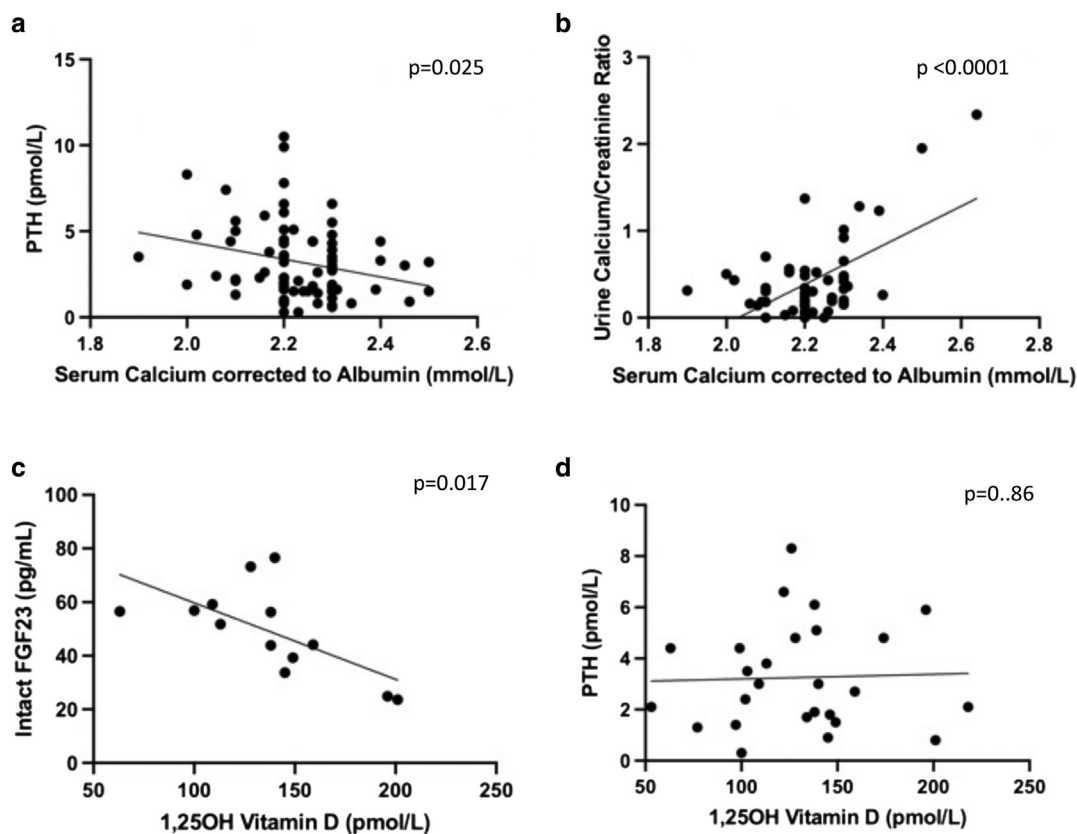 a
15
10
5
0
PTH (pmol/L)
p=0.025
1.8 2.0 2.2 2.4 2.6
Serum Calcium corrected to Albumin (mmol/L)
b
3
2
1
0
Urine Calcium/Creatinine Ratio
p <0.0001
1.8 2.0 2.2 2.4 2.6 2.8
Serum Calcium corrected to Albumin (mmol/L)
c
100
80
60
40
20
0
Intact FGF23 (pg/mL)
p=0.017
50 100 150 200 250
1,25OH Vitamin D (pmol/L)
d
10
8
6
4
2
0
PTH (pmol/L)
p=0..86
50 100 150 200 250
1,25OH Vitamin D (pmol/L)